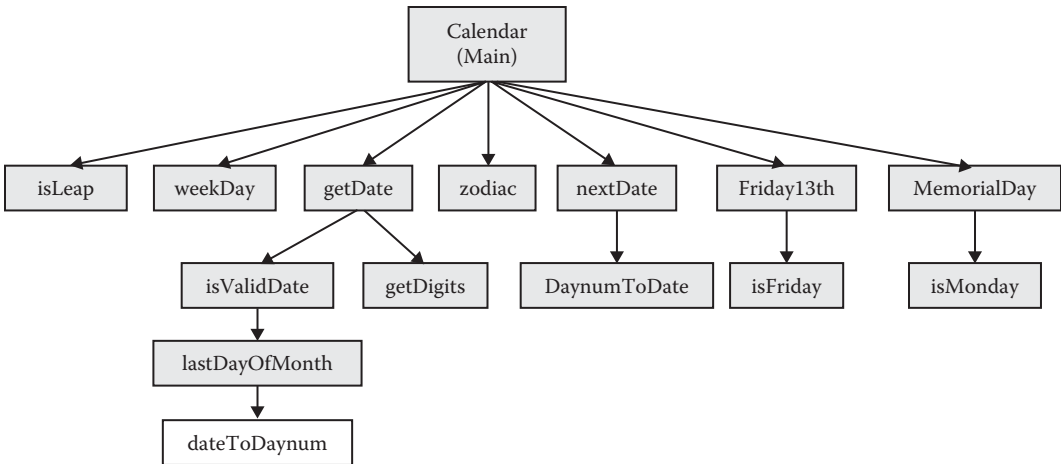 Calendar
(Main)
isLeap
weekDay
getDate
zodiac
nextDate
Friday13th
MemorialDay
isValidDate
getDigits
DaynumToDate
isFriday
isMonday
lastDayOfMonth
dateToDaynum